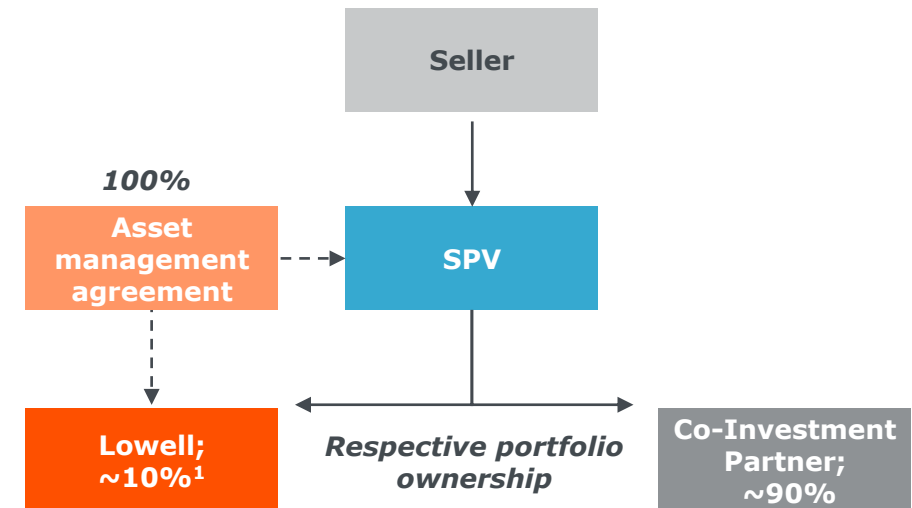 Seller
100%
Asset
management
agreement
SPV
Lowell;
~10%¹
Respective portfolio
ownership
Co-Investment
Partner;
~90%